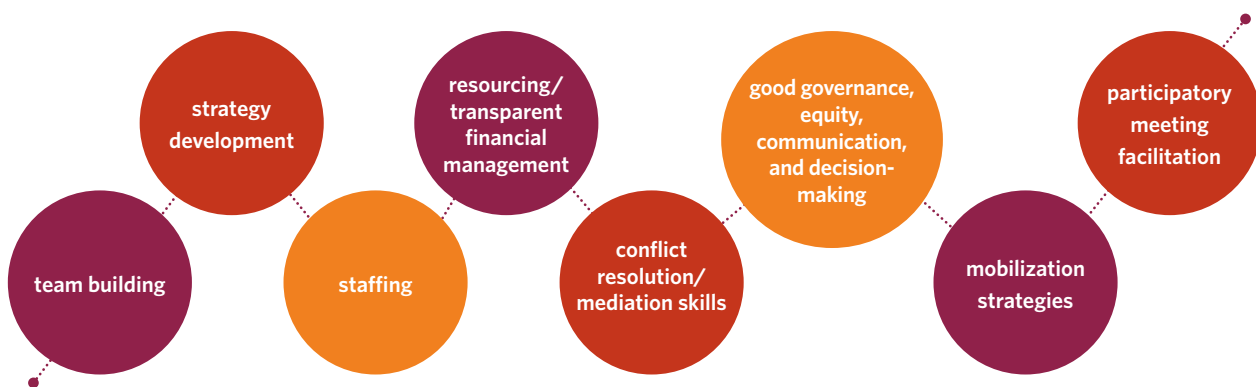 team building
strategy
development
staffing
resourcing/
transparent
financial
management
conflict
resolution/
mediation skills
good governance,
equity,
communication,
and decision-
making
mobilization
strategies
participatory
meeting
facilitation